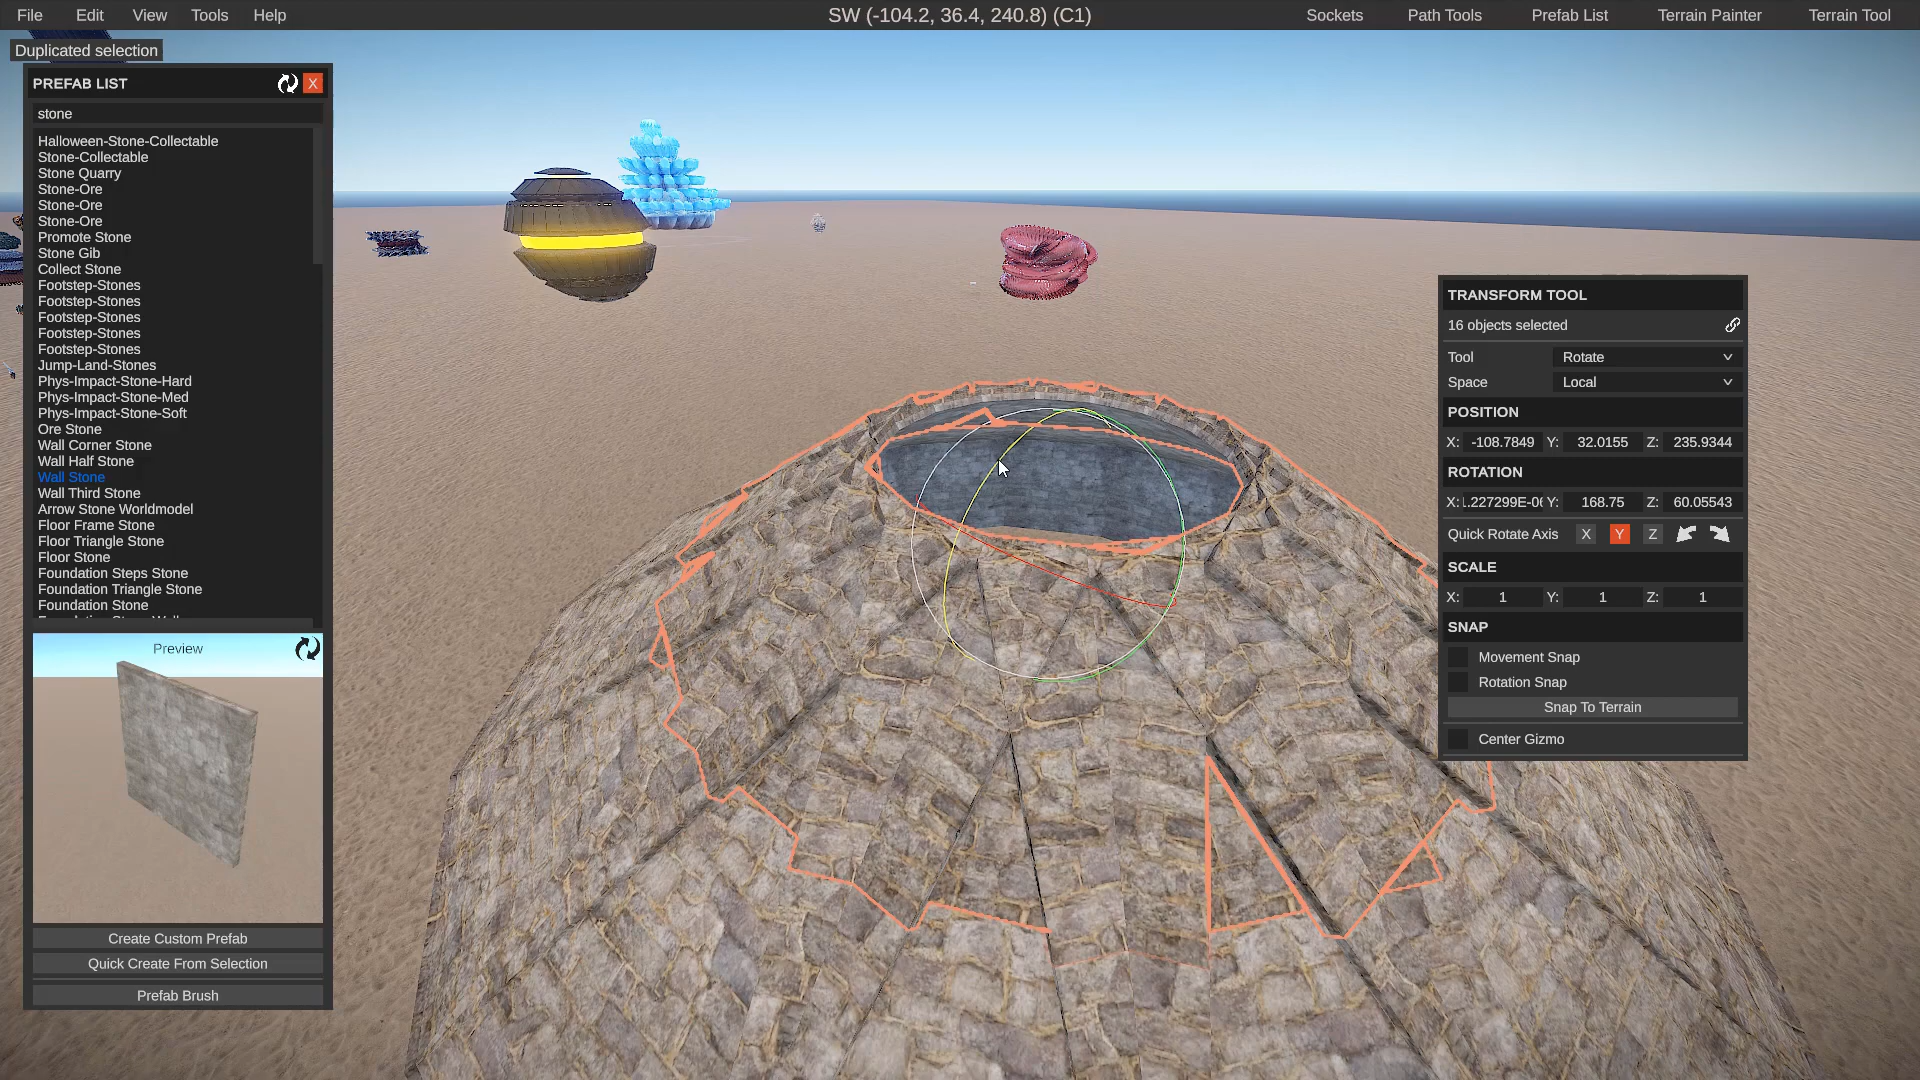 File Edit View Tools Help SW (-104.2, 36.4, 240.8) (C1) Sockets Path Tools Prefab List Terrain Painter Terrain Tool
Duplicated selection
PREFAB LIST X
stone
Halloween-Stone-Collectable
Stone-Collectable
Stone Quarry
Stone-Ore
Stone-Ore
Stone-Ore
Promote Stone
Stone Gib
Collect Stone
Footstep-Stones
Footstep-Stones
Footstep-Stones
Footstep-Stones
Footstep-Stones
Jump-Land-Stones
Phys-Impact-Stone-Hard
Phys-Impact-Stone-Med
Phys-Impact-Stone-Soft
Ore Stone
Wall Corner Stone
Wall Half Stone
Wall Stone
Wall Third Stone
Arrow Stone Worldmodel
Floor Frame Stone
Floor Triangle Stone
Floor Stone
Foundation Steps Stone
Foundation Triangle Stone
Foundation Stone
Preview
Create Custom Prefab
Quick Create From Selection
Prefab Brush
TRANSFORM TOOL
16 objects selected
Tool Rotate
Space Local
POSITION
X: -108.7849 Y: 32.0155 Z: 235.9344
ROTATION
X: .227299E-06 Y: 168.75 Z: 60.05543
Quick Rotate Axis X Y Z
SCALE
X: 1 Y: 1 Z: 1
SNAP
Movement Snap
Rotation Snap
Snap To Terrain
Center Gizmo